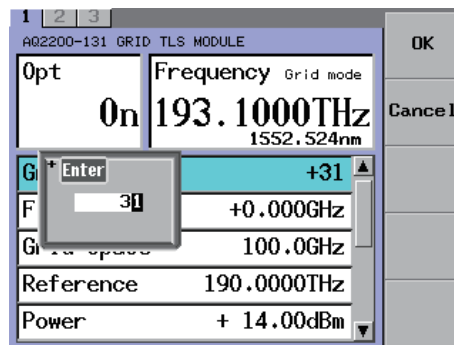 1 2 3
AQ2200-131 GRID TLS MODULE
Opt
On
Frequency Grid mode
193.1000THz
1552.524nm
G +31
F +0.000GHz
100.0GHz
Reference 190.0000THz
Power + 14.00dBm
+ Enter
31
OK
Cancel